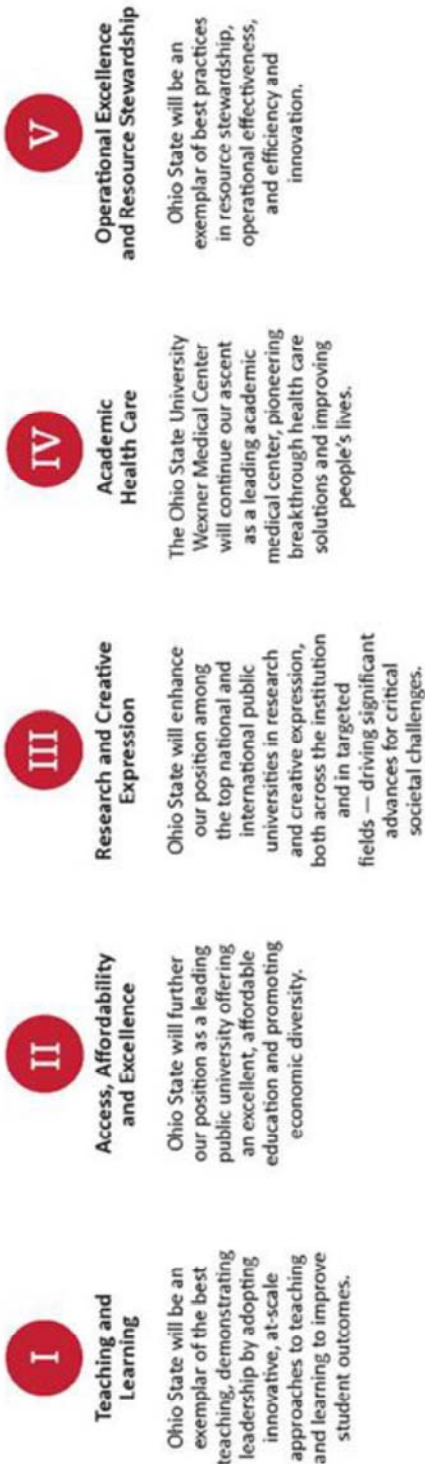 I
Teaching and
Learning
Ohio State will be an
exemplar of the best
teaching, demonstrating
leadership by adopting
innovative, at-scale
approaches to teaching
and learning to improve
student outcomes.
II
Access, Affordability
and Excellence
Ohio State will further
our position as a leading
public university offering
an excellent, affordable
education and promoting
economic diversity.
III
Research and Creative
Expression
Ohio State will enhance
our position among
the top national and
international public
universities in research
and creative expression,
both across the institution
and in targeted
fields — driving significant
advances for critical
societal challenges.
IV
Academic
Health Care
The Ohio State University
Wexner Medical Center
will continue our ascent
as a leading academic
medical center, pioneering
breakthrough health care
solutions and improving
people's lives.
V
Operational Excellence
and Resource Stewardship
Ohio State will be an
exemplar of best practices
in resource stewardship,
operational effectiveness,
and efficiency and
innovation.